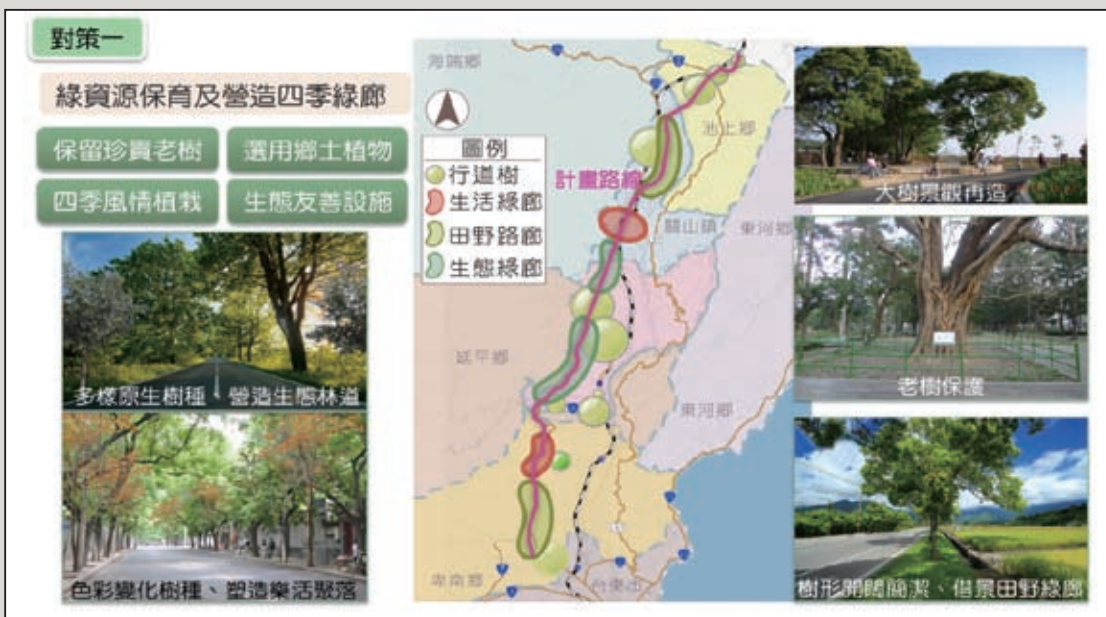 對策一
綠資源保育及營造四季綠廊
保留珍貴老樹
選用鄉土植物
四季風情植栽
生態友善設施
多樣原生樹種、營造生態林道
色彩變化樹種、塑造樂活聚落
海端鄉
圖例
行道樹
生活綠廊
田野路廊
生態綠廊
池上鄉
計畫路線
關山鎮
東河鄉
延平鄉
東河鄉
卑南鄉
台東市
大樹景觀再造
老樹保護
樹形開闊簡潔、借景田野綠廊